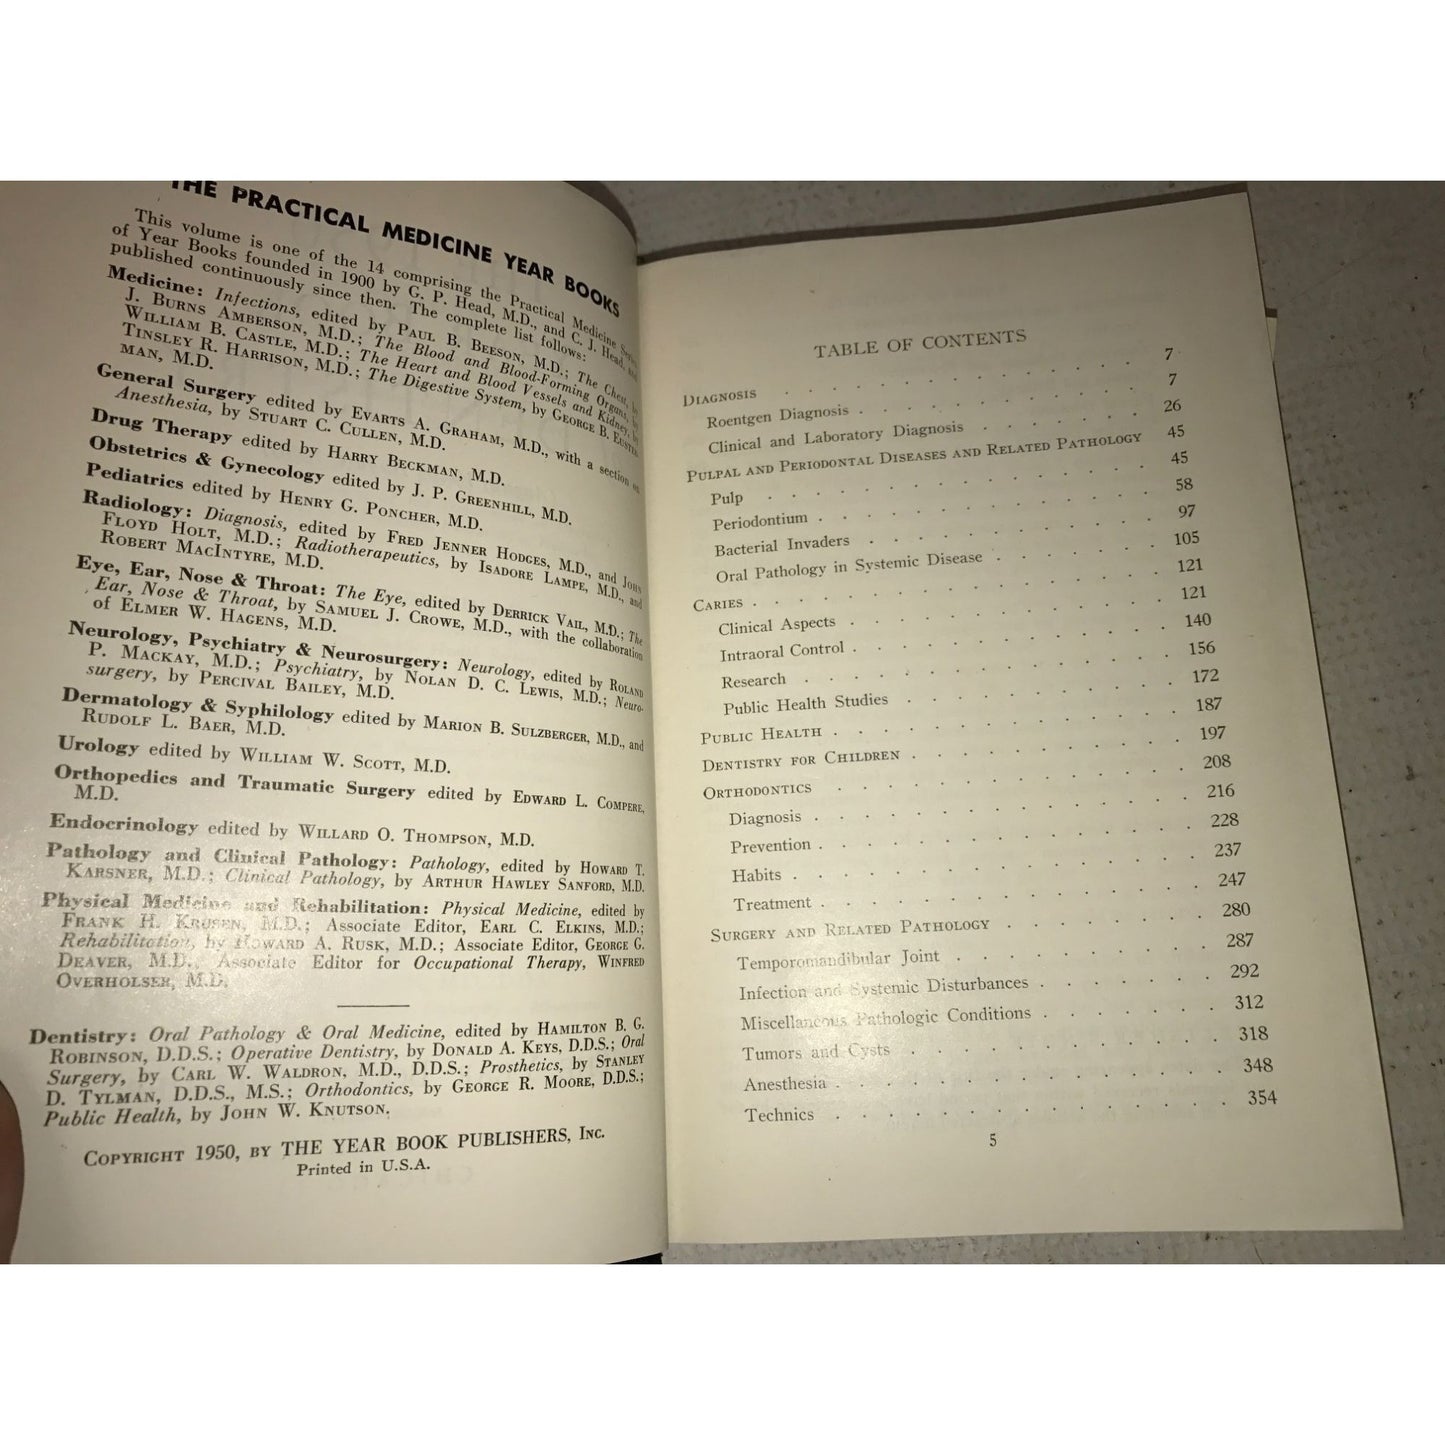 THE PRACTICAL MEDICINE YEAR BOOKS
This volume is one of the 14 comprising the Practical Medicine Series
of Year Books founded in 1900 by G. P. Head, M.D., and C. J. Head, and
published continuously since then. The complete list follows:
Medicine: Infections, edited by PAUL B. BEESON, M.D.; The Chest, by
J. BURNS AMBERSON, M.D.; The Blood and Blood-Forming Organs, by
WILLIAM B. CASTLE, M.D.; The Heart and Blood Vessels and Kidney, by
TINSLEY R. HARRISON, M.D.; The Digestive System, by GEORGE B. EUSTER-
MAN, M.D.
General Surgery edited by EVARTS A. GRAHAM, M.D., with a section on
Anesthesia, by STUART C. CULLEN, M.D.
Drug Therapy edited by HARRY BECKMAN, M.D.
Obstetrics & Gynecology edited by J. P. GREENHILL, M.D.
Pediatrics edited by HENRY G. PONCHER, M.D.
Radiology: Diagnosis, edited by FRED JENNER HODGES, M.D., and JOHN
FLOYD HOLT, M.D.; Radiotherapeutics, by ISADORE LAMPE, M.D., and
ROBERT MACINTYRE, M.D.
Eye, Ear, Nose & Throat: The Eye, edited by DERRICK VAIL, M.D.; The
Ear, Nose & Throat, by SAMUEL J. CROWE, M.D., with the collaboration
of ELMER W. HAGENS, M.D.
Neurology, Psychiatry & Neurosurgery: Neurology, edited by ROLAND
P. MACKAY, M.D.; Psychiatry, by NOLAN D. C. LEWIS, M.D.; Neuro-
surgery, by PERCIVAL BAILEY, M.D.
Dermatology & Syphilology edited by MARION B. SULZBERGER, M.D., and
RUDOLF L. BAER, M.D.
Urology edited by WILLIAM W. SCOTT, M.D.
Orthopedics and Traumatic Surgery edited by EDWARD L. COMPERE,
M.D.
Endocrinology edited by WILLARD O. THOMPSON, M.D.
Pathology and Clinical Pathology: Pathology, edited by HOWARD T.
KARSNER, M.D.; Clinical Pathology, by ARTHUR HAWLEY SANFORD, M.D.
Physical Medicine and Rehabilitation: Physical Medicine, edited by
FRANK H. KRUSEN, M.D.; Associate Editor, EARL C. ELKINS, M.D.;
Rehabilitation, by HOWARD A. RUSK, M.D.; Associate Editor, GEORGE G.
DEAVER, M.D., Associate Editor for Occupational Therapy, WINFRED
OVERHOLSER, M.D.
Dentistry: Oral Pathology & Oral Medicine, edited by HAMILTON B. G.
ROBINSON, D.D.S.; Operative Dentistry, by DONALD A. KEYS, D.D.S.; Oral
Surgery, by CARL W. WALDRON, M.D., D.D.S.; Prosthetics, by STANLEY
D. TYLMAN, D.D.S., M.S.; Orthodontics, by GEORGE R. MOORE, D.D.S.;
Public Health, by JOHN W. KNUTSON.
COPYRIGHT 1950, BY THE YEAR BOOK PUBLISHERS, INC.
Printed in U.S.A.
TABLE OF CONTENTS
DIAGNOSIS . . . . . . . . . . . . . 7
Roentgen Diagnosis . . . . . . . . . . 7
Clinical and Laboratory Diagnosis . . . . . . 26
PULPAL AND PERIODONTAL DISEASES AND RELATED PATHOLOGY 45
Pulp . . . . . . . . . . . . . 45
Periodontium . . . . . . . . . . . 58
Bacterial Invaders . . . . . . . . . . 97
Oral Pathology in Systemic Disease . . . . . . 105
CARIES . . . . . . . . . . . . . 121
Clinical Aspects . . . . . . . . . . 121
Intraoral Control . . . . . . . . . . 140
Research . . . . . . . . . . . . 156
Public Health Studies . . . . . . . . . 172
PUBLIC HEALTH . . . . . . . . . . . 187
DENTISTRY FOR CHILDREN . . . . . . . . 197
ORTHODONTICS . . . . . . . . . . . 208
Diagnosis . . . . . . . . . . . . 216
Prevention . . . . . . . . . . . . 228
Habits . . . . . . . . . . . . . 237
Treatment . . . . . . . . . . . . 247
SURGERY AND RELATED PATHOLOGY . . . . . . 280
Temporomandibular Joint . . . . . . . . 287
Infection and Systemic Disturbances . . . . . 292
Miscellaneous Pathologic Conditions . . . . . 312
Tumors and Cysts . . . . . . . . . . 318
Anesthesia . . . . . . . . . . . . 348
Technics . . . . . . . . . . . . 354
5